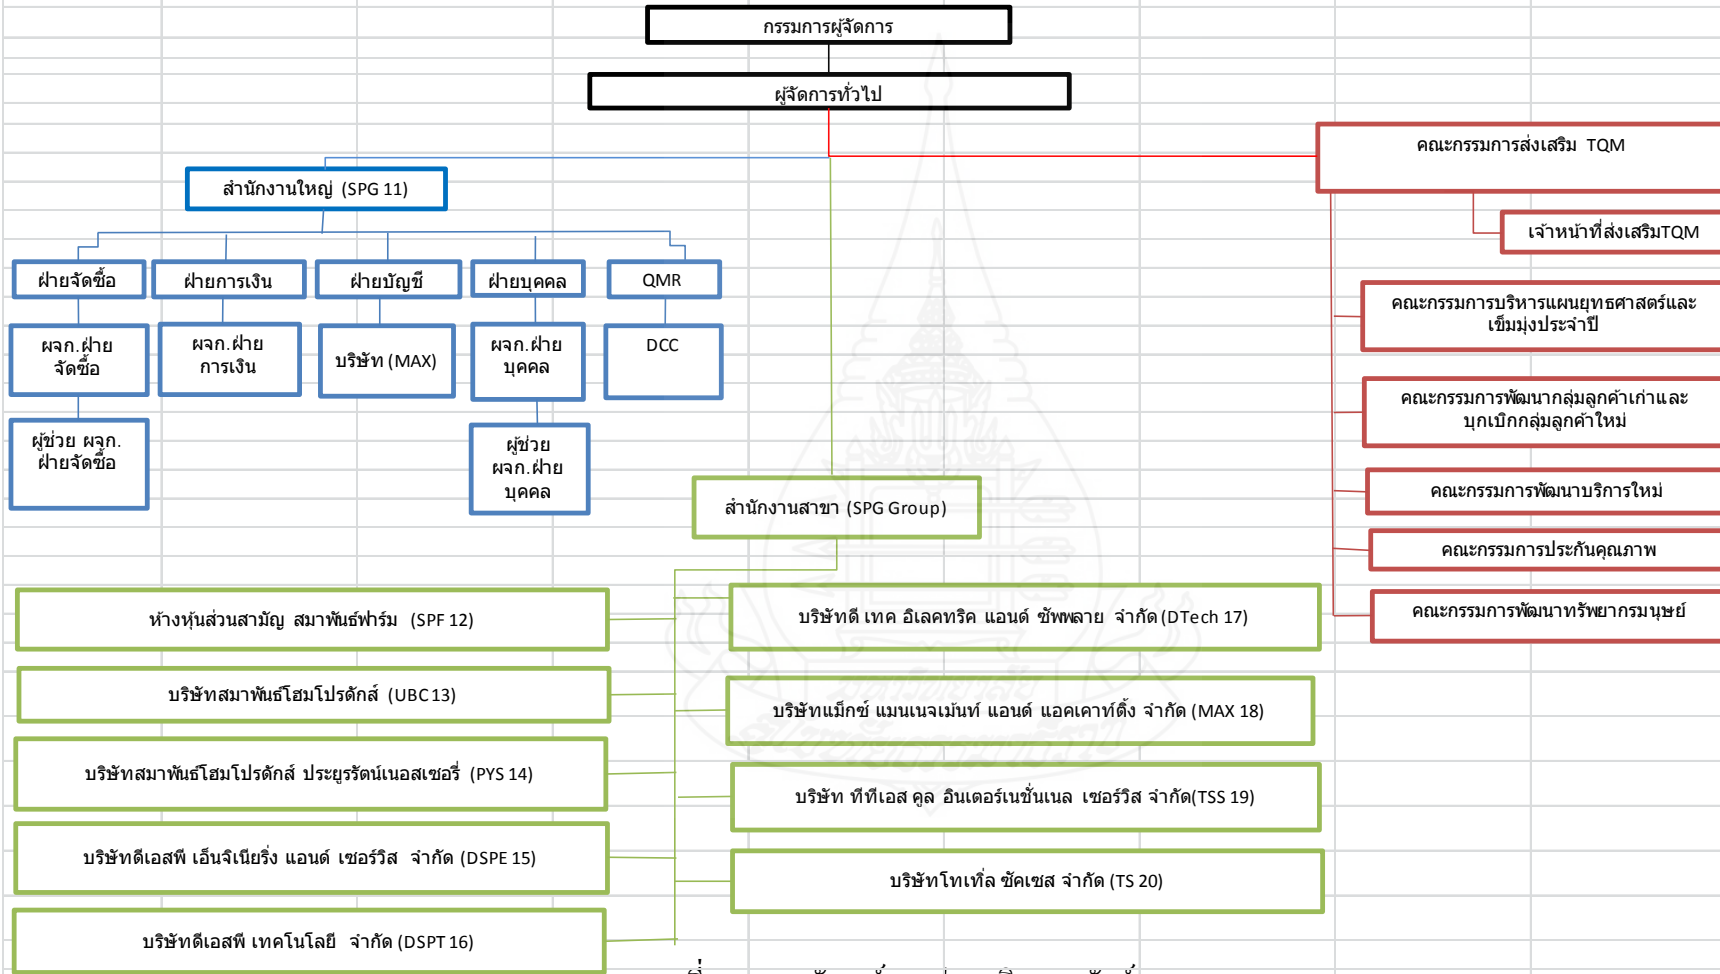 กรรมการผู้จัดการ
ผู้จัดการทั่วไป
คณะกรรมการส่งเสริม TQM
สำนักงานใหญ่ (SPG 11)
เจ้าหน้าที่ส่งเสริมTQM
ฝ่ายจัดซื้อ
ฝ่ายการเงิน
ฝ่ายบัญชี
ฝ่ายบุคคล
QMR
คณะกรรมการบริหารแผนยุทธศาสตร์และ
เข็มมุ่งประจำปี
ผจก.ฝ่าย
จัดซื้อ
ผจก.ฝ่าย
การเงิน
บริษัท (MAX)
ผจก.ฝ่าย
บุคคล
DCC
คณะกรรมการพัฒนากลุ่มลูกค้าเก่าและ
บุกเบิกกลุ่มลูกค้าใหม่
ผู้ช่วย ผจก.
ฝ่ายจัดซื้อ
ผู้ช่วย
ผจก.ฝ่าย
บุคคล
คณะกรรมการพัฒนาบริการใหม่
สำนักงานสาขา (SPG Group)
คณะกรรมการประกันคุณภาพ
คณะกรรมการพัฒนาทรัพยากรมนุษย์
ห้างหุ้นส่วนสามัญ สมาพันธ์ฟาร์ม (SPF 12)
บริษัทดี เทค อิเลคทริค แอนด์ ซัพพลาย จำกัด (DTech 17)
บริษัทสมาพันธ์โฮมโปรดักส์ (UBC 13)
บริษัทแม็กซ์ แมนเนจเม้นท์ แอนด์ แอคเคาท์ติ้ง จำกัด (MAX 18)
บริษัทสมาพันธ์โฮมโปรดักส์ ประยูรรัตน์เนอสเซอรี่ (PYS 14)
บริษัท ทีทีเอส คูล อินเตอร์เนชั่นเนล เซอร์วิส จำกัด(TSS 19)
บริษัทดีเอสพี เอ็นจิเนียริ่ง แอนด์ เซอร์วิส จำกัด (DSPE 15)
บริษัทโทเทิ่ล ซัคเซส จำกัด (TS 20)
บริษัทดีเอสพี เทคโนโลยี จำกัด (DSPT 16)